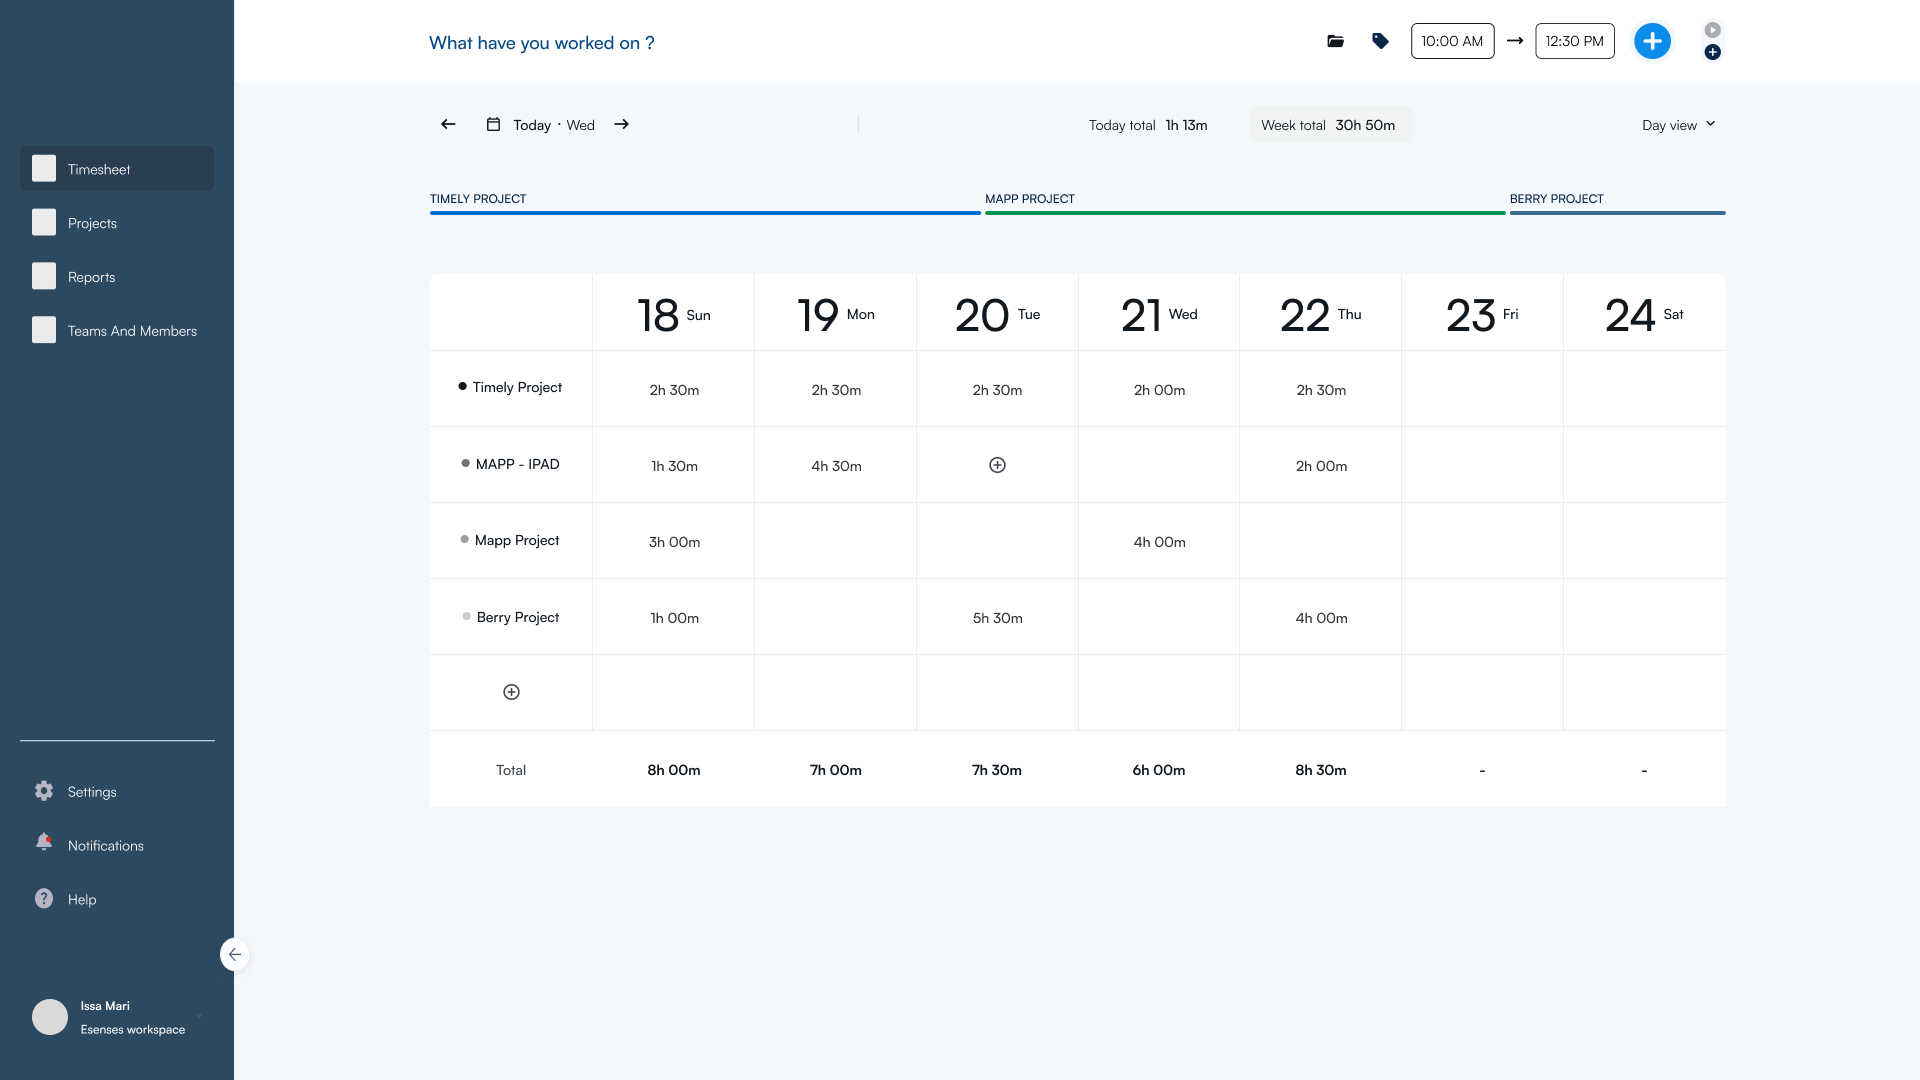 What have you worked on ?
10:00 AM
12:30 PM
Timesheet
Projects
Reports
Teams And Members
Settings
Notifications
Help
Issa Mari
Esenses workspace
Today · Wed
Today total 1h 13m
Week total 30h 50m
Day view
TIMELY PROJECT
MAPP PROJECT
BERRY PROJECT
18 Sun 19 Mon 20 Tue 21 Wed 22 Thu 23 Fri 24 Sat
Timely Project 2h 30m 2h 30m 2h 30m 2h 00m 2h 30m
MAPP - IPAD 1h 30m 4h 30m 2h 00m
Mapp Project 3h 00m 4h 00m
Berry Project 1h 00m 5h 30m 4h 00m
Total 8h 00m 7h 00m 7h 30m 6h 00m 8h 30m - -